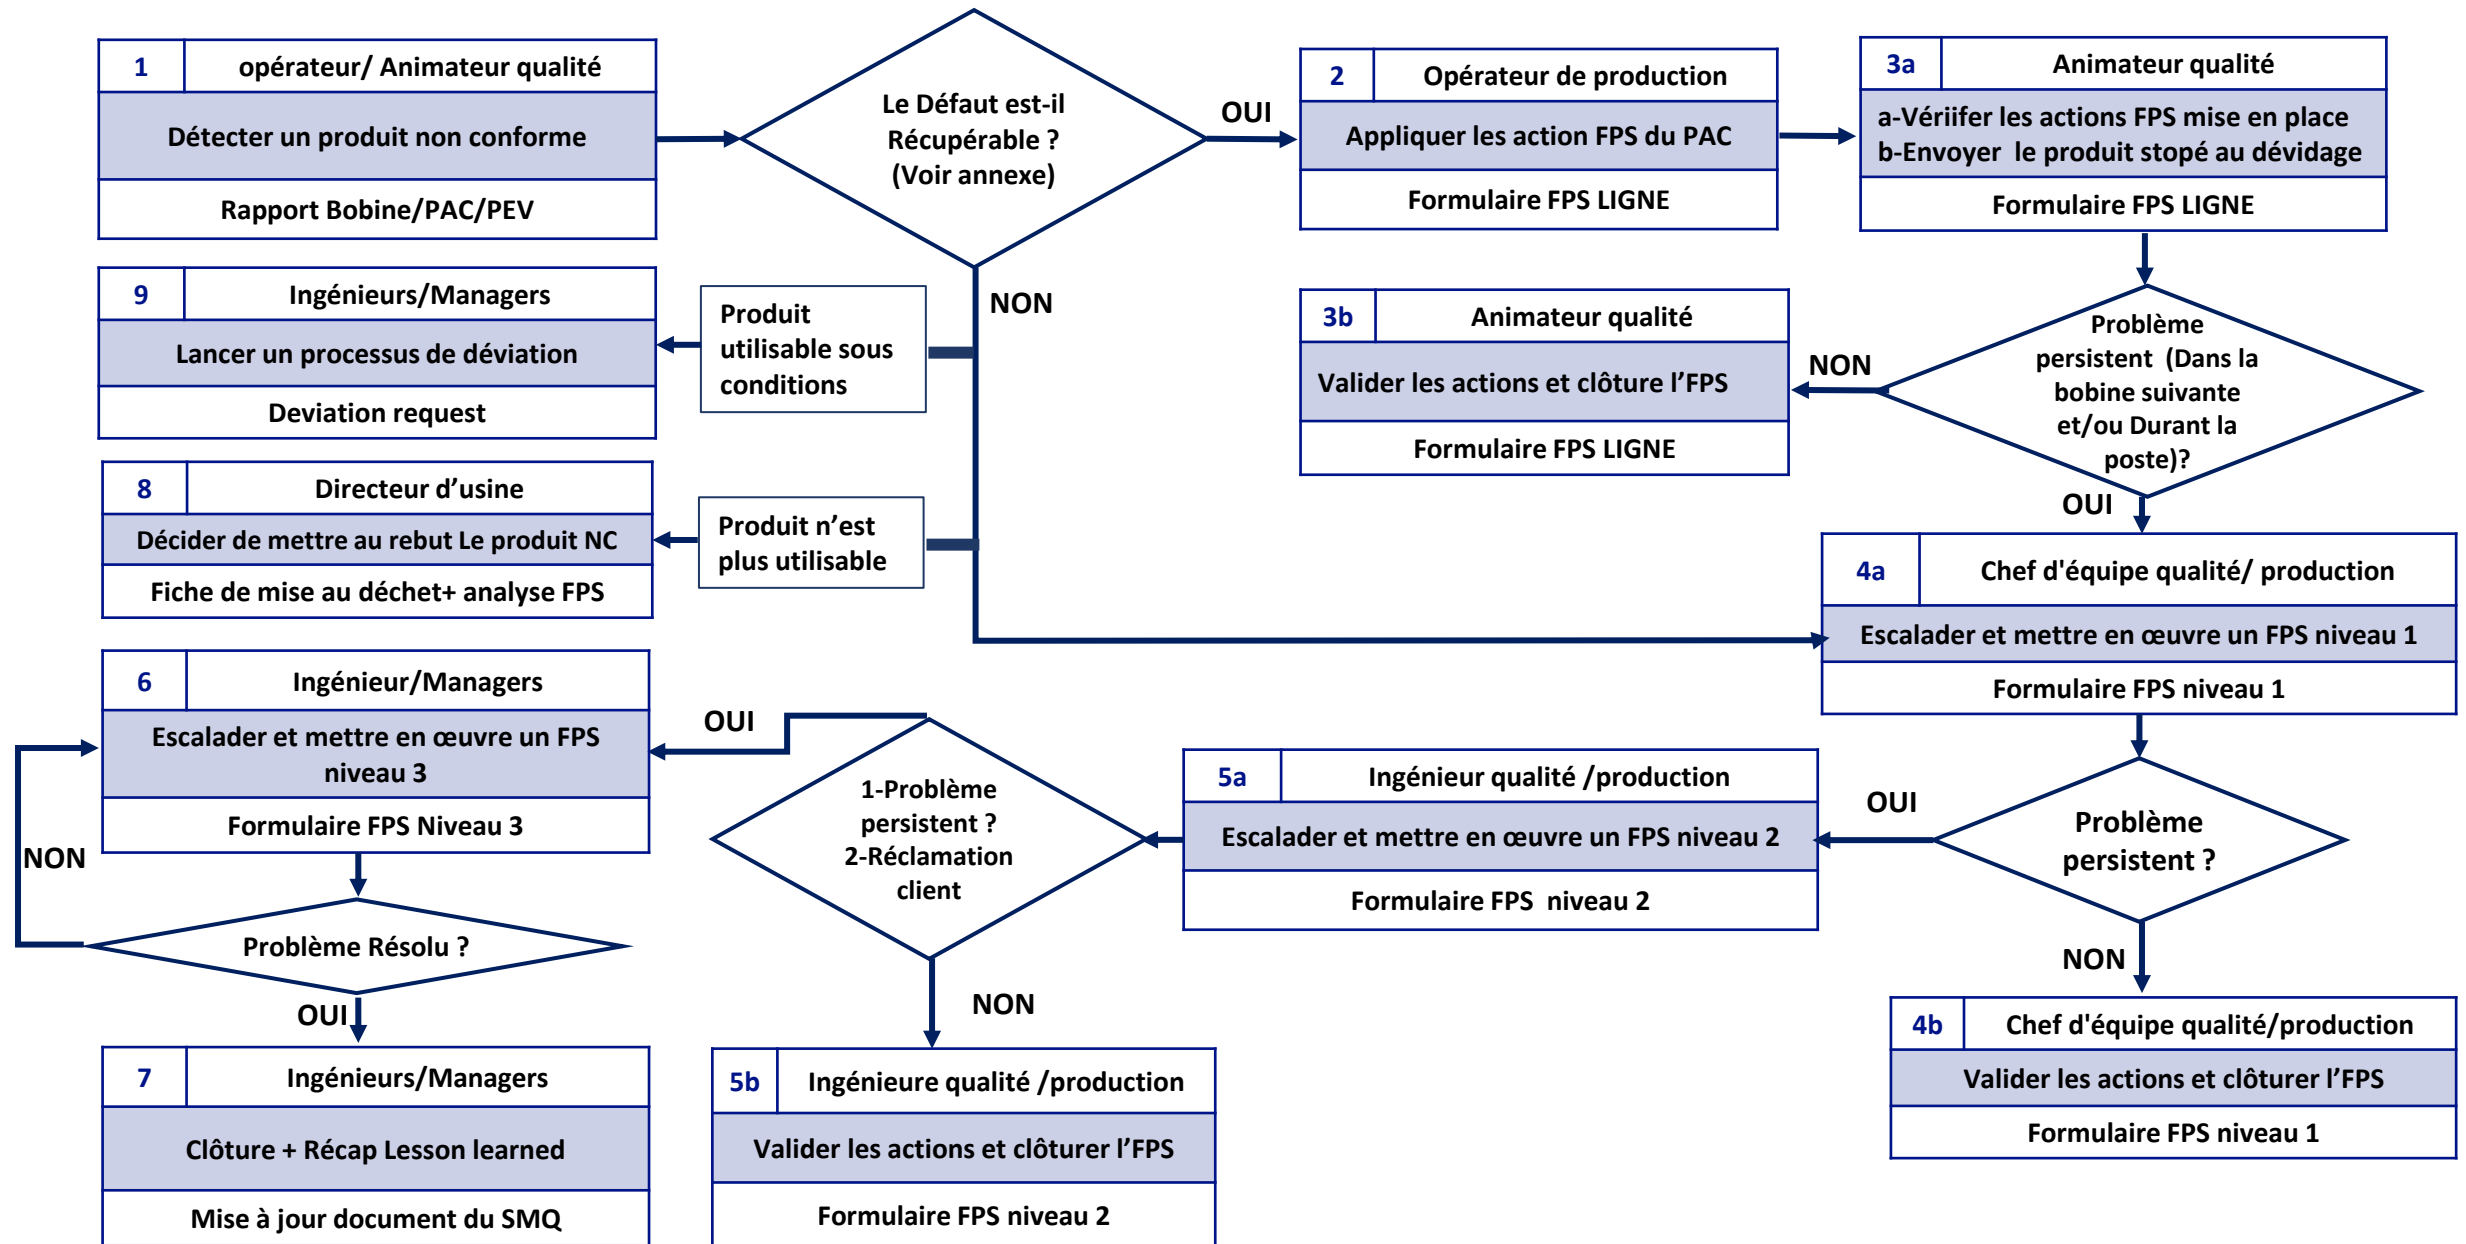 1
opérateur/ Animateur qualité
Détecter un produit non conforme
Rapport Bobine/PAC/PEV
Le Défaut est-il
Récupérable ?
(Voir annexe)
OUI
2
Opérateur de production
Appliquer les action FPS du PAC
Formulaire FPS LIGNE
3a
Animateur qualité
a-Vériifer les actions FPS mise en place
b-Envoyer le produit stopé au dévidage
Formulaire FPS LIGNE
9
Ingénieurs/Managers
Lancer un processus de déviation
Deviation request
Produit
utilisable sous
conditions
NON
3b
Animateur qualité
Valider les actions et clôture l’FPS
Formulaire FPS LIGNE
NON
Problème
persistent (Dans la
bobine suivante
et/ou Durant la
poste)?
OUI
8
Directeur d’usine
Décider de mettre au rebut Le produit NC
Fiche de mise au déchet+ analyse FPS
Produit n’est
plus utilisable
4a
Chef d'équipe qualité/ production
Escalader et mettre en œuvre un FPS niveau 1
Formulaire FPS niveau 1
6
Ingénieur/Managers
Escalader et mettre en œuvre un FPS
niveau 3
Formulaire FPS Niveau 3
OUI
1-Problème
persistent ?
2-Réclamation
client
5a
Ingénieur qualité /production
Escalader et mettre en œuvre un FPS niveau 2
Formulaire FPS niveau 2
OUI
Problème
persistent ?
NON
Problème Résolu ?
OUI
NON
NON
7
Ingénieurs/Managers
Clôture + Récap Lesson learned
Mise à jour document du SMQ
5b
Ingénieure qualité /production
Valider les actions et clôturer l’FPS
Formulaire FPS niveau 2
4b
Chef d'équipe qualité/production
Valider les actions et clôturer l’FPS
Formulaire FPS niveau 1